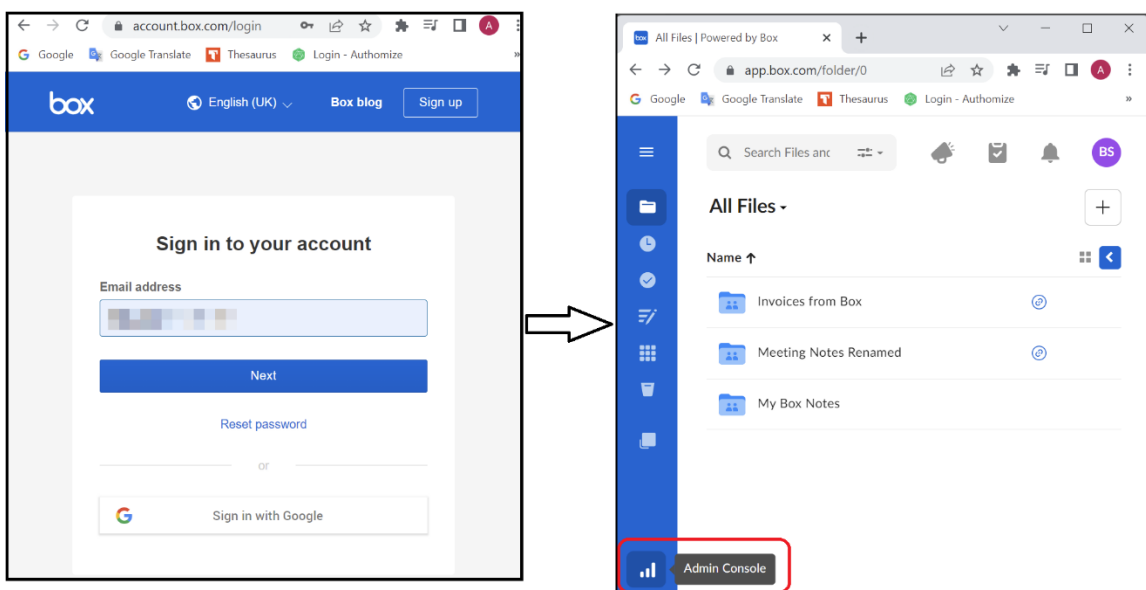 account.box.com/login
A
Google Google Translate Thesaurus Login - Authomize »
box English (UK) Box blog Sign up
Sign in to your account
Email address
Next
Reset password
or
Sign in with Google
box All Files | Powered by Box
app.box.com/folder/0 A
Google Google Translate Thesaurus Login - Authomize »
Search Files and BS
All Files
Name
Invoices from Box
Meeting Notes Renamed
My Box Notes
Admin Console